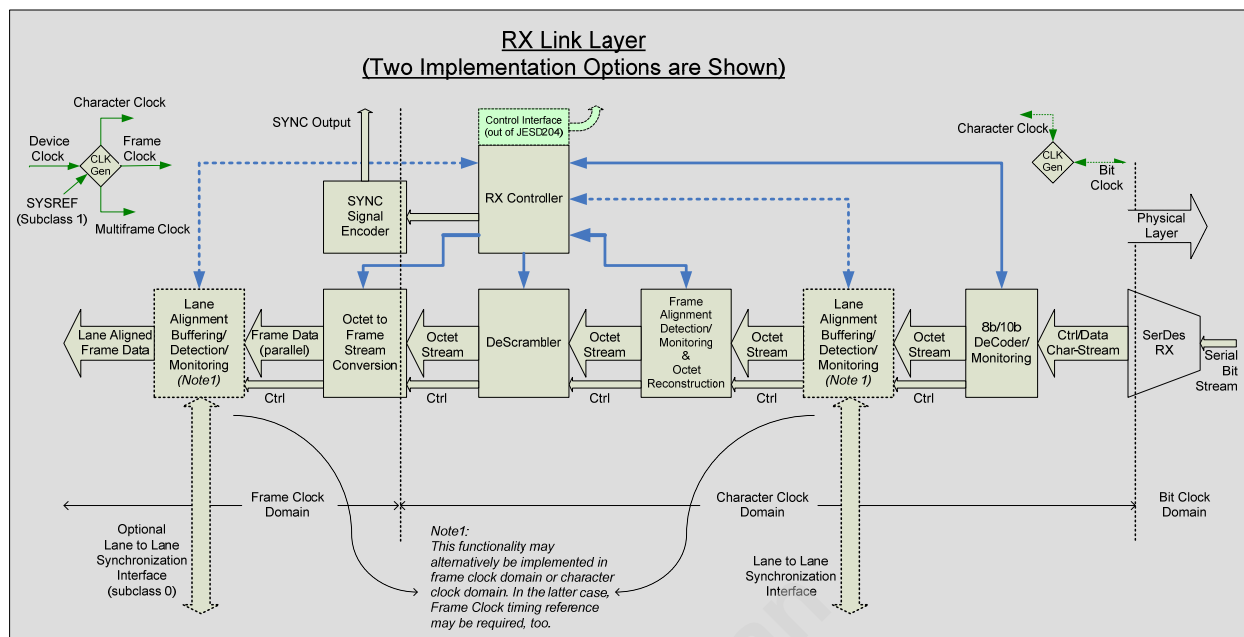 RX Link Layer
(Two Implementation Options are Shown)
Character Clock
Device
Clock
CLK
Gen
Frame
Clock
SYSREF
(Subclass 1)
Multiframe Clock
SYNC Output
Control Interface
(out of JESD204)
RX Controller
SYNC
Signal
Encoder
Character Clock
CLK
Gen
Bit
Clock
Physical
Layer
Lane Aligned
Frame Data
Lane
Alignment
Buffering/
Detection/
Monitoring
(Note1)
Frame Data
(parallel)
Ctrl
Octet to
Frame
Stream
Conversion
Octet
Stream
Ctrl
DeScrambler
Octet
Stream
Ctrl
Frame
Alignment
Detection/
Monitoring
&
Octet
Reconstruction
Octet
Stream
Ctrl
Lane
Alignment
Buffering/
Detection/
Monitoring
(Note 1)
Octet
Stream
Ctrl
8b/10b
DeCoder/
Monitoring
Ctrl/Data
Char-Stream
SerDes
RX
Serial
Bit
Stream
Frame Clock
Domain
Character Clock
Domain
Bit Clock
Domain
Optional
Lane to Lane
Synchronization
Interface
(subclass 0)
Note1:
This functionality may
alternatively be implemented in
frame clock domain or character
clock domain. In the latter case,
Frame Clock timing reference
may be required, too.
Lane to Lane
Synchronization
Interface